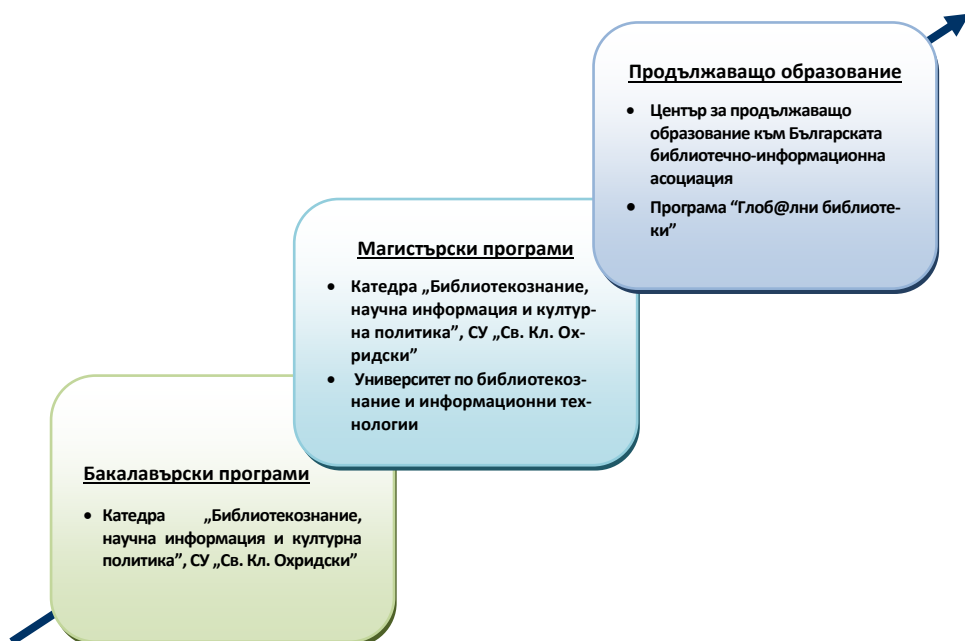 Продължаващо образование
• Център за продължаващо
образование към Българската
библиотечно-информационна
асоциация
• Програма “Глоб@лни библиоте-
ки”
Магистърски програми
• Катедра „Библиотекознание,
научна информация и култур-
на политика”, СУ „Св. Кл. Ох-
ридски”
• Университет по библиотекоз-
нание и информационни тех-
нологии
Бакалавърски програми
• Катедра „Библиотекознание,
научна информация и културна
политика”, СУ „Св. Кл. Охридски”